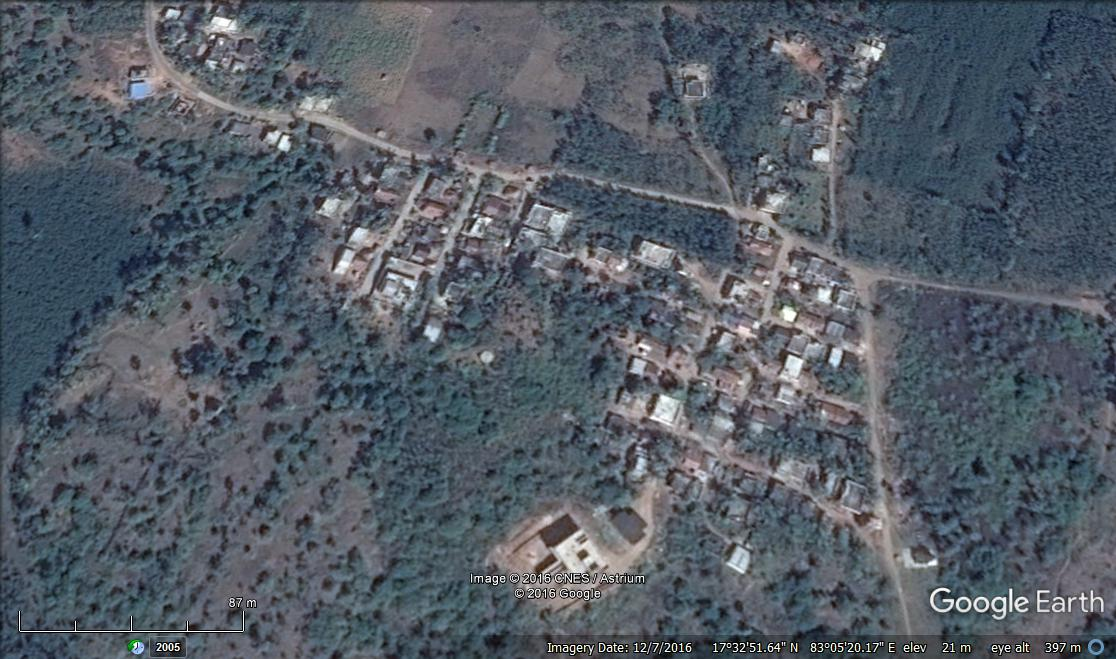 Image © 2016 CNES / Astrium
© 2016 Google
87 m
Google Earth
2005
Imagery Date: 12/7/2016 17°32'51.64" N 83°05'20.17" E elev 21 m eye alt 397 m